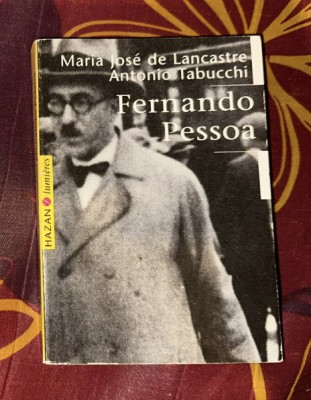 Maria José de Lancastre
Antonio Tabucchi
Fernando
Pessoa
HAZAN lumières